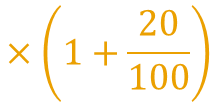 × (1 + 20/100)